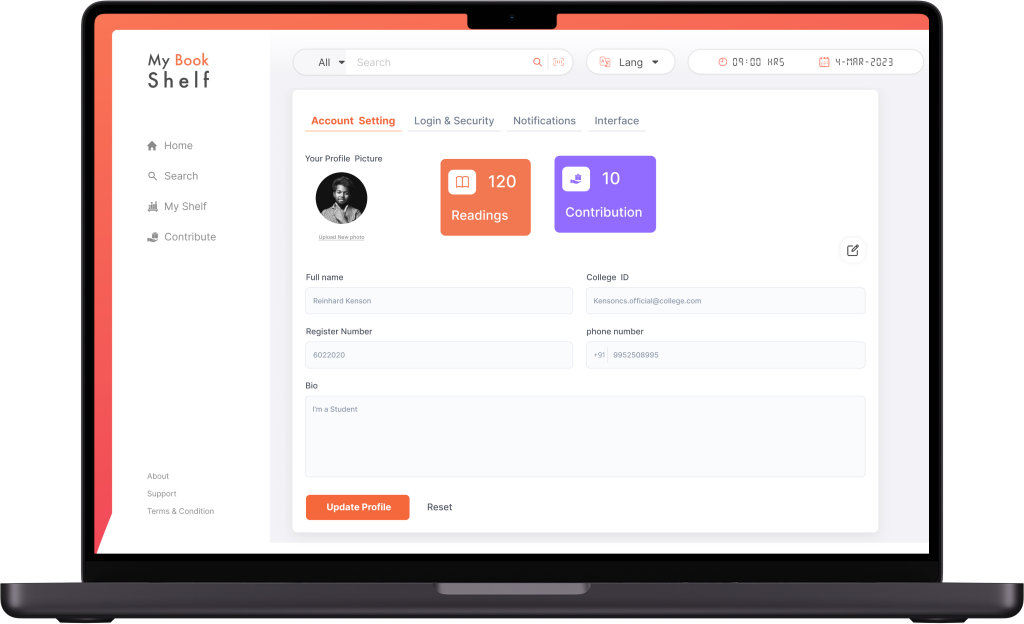 My Book
Shelf
All
Search
Lang
09:00 HRS
4-MAR-2023
Home
Search
My Shelf
Contribute
About
Support
Terms & Condition
Account Setting
Login & Security
Notifications
Interface
Your Profile Picture
Upload New photo
120
Readings
10
Contribution
Full name
Reinhard Kenson
College ID
Kensoncs.official@college.com
Register Number
6022020
phone number
+91 9952508995
Bio
I'm a Student
Update Profile
Reset